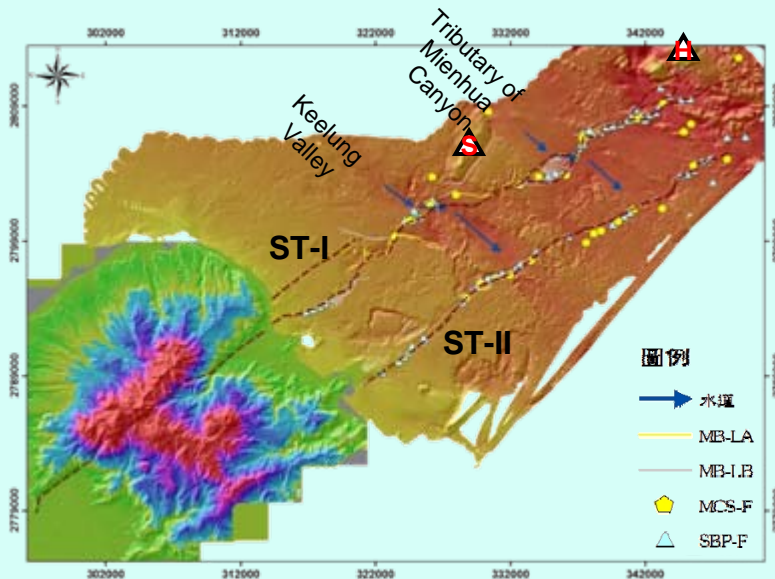 302000 312000 322000 332000 342000
Tributary of
Mienhua
Canyon
Keelung
Valley
H
S
2809000
2799000
2789000
2779000
ST-I
ST-II
圖例
水道
MB-LA
MB-LB
MCS-F
SBP-F
302000 312000 322000 332000 342000